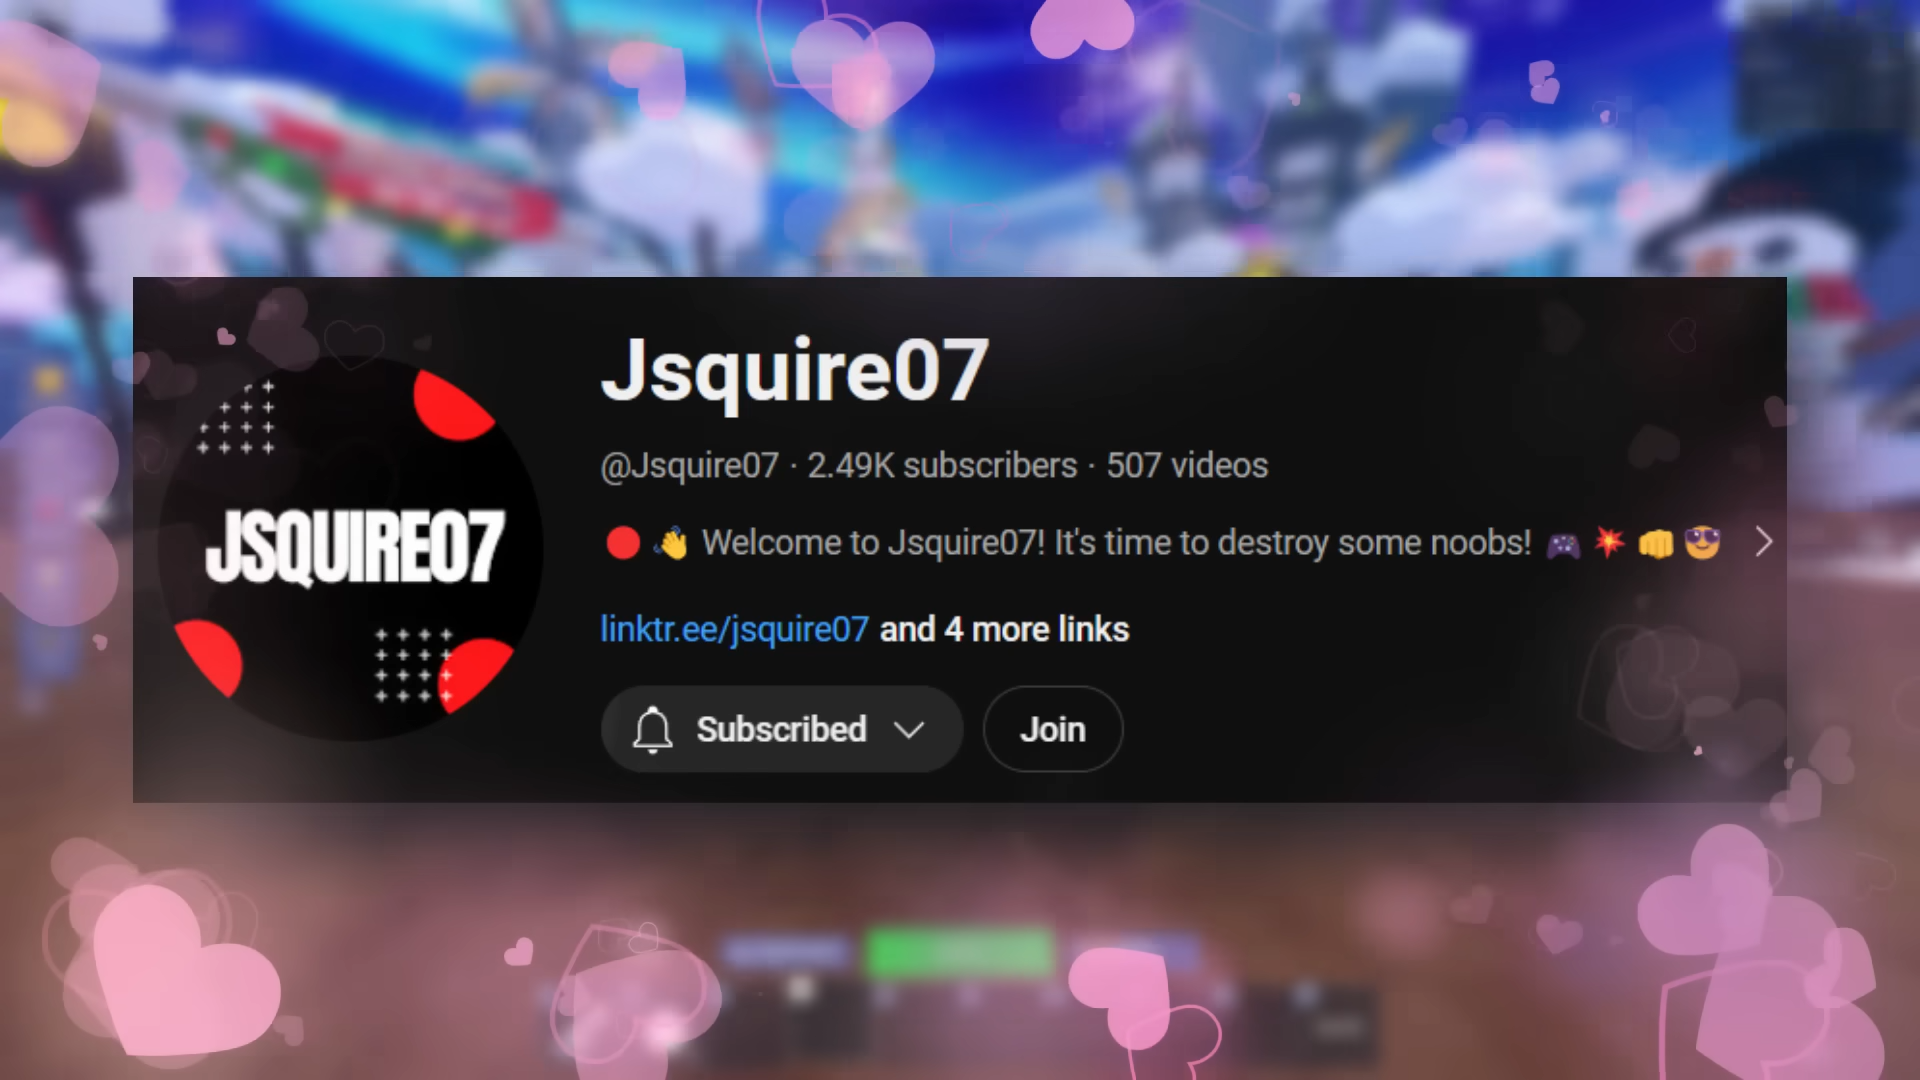 JSQUIRE07
Jsquire07
@Jsquire07 · 2.49K subscribers · 507 videos
🔴 👋 Welcome to Jsquire07! It's time to destroy some noobs! 🎮 💥 👊 😎
linktr.ee/jsquire07 and 4 more links
Subscribed
Join